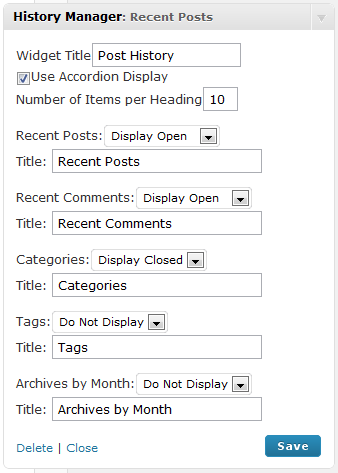 History Manager: Recent Posts
Widget Title Post History
Use Accordion Display
Number of Items per Heading 10
Recent Posts: Display Open
Title: Recent Posts
Recent Comments: Display Open
Title: Recent Comments
Categories: Display Closed
Title: Categories
Tags: Do Not Display
Title: Tags
Archives by Month: Do Not Display
Title: Archives by Month
Delete | Close Save